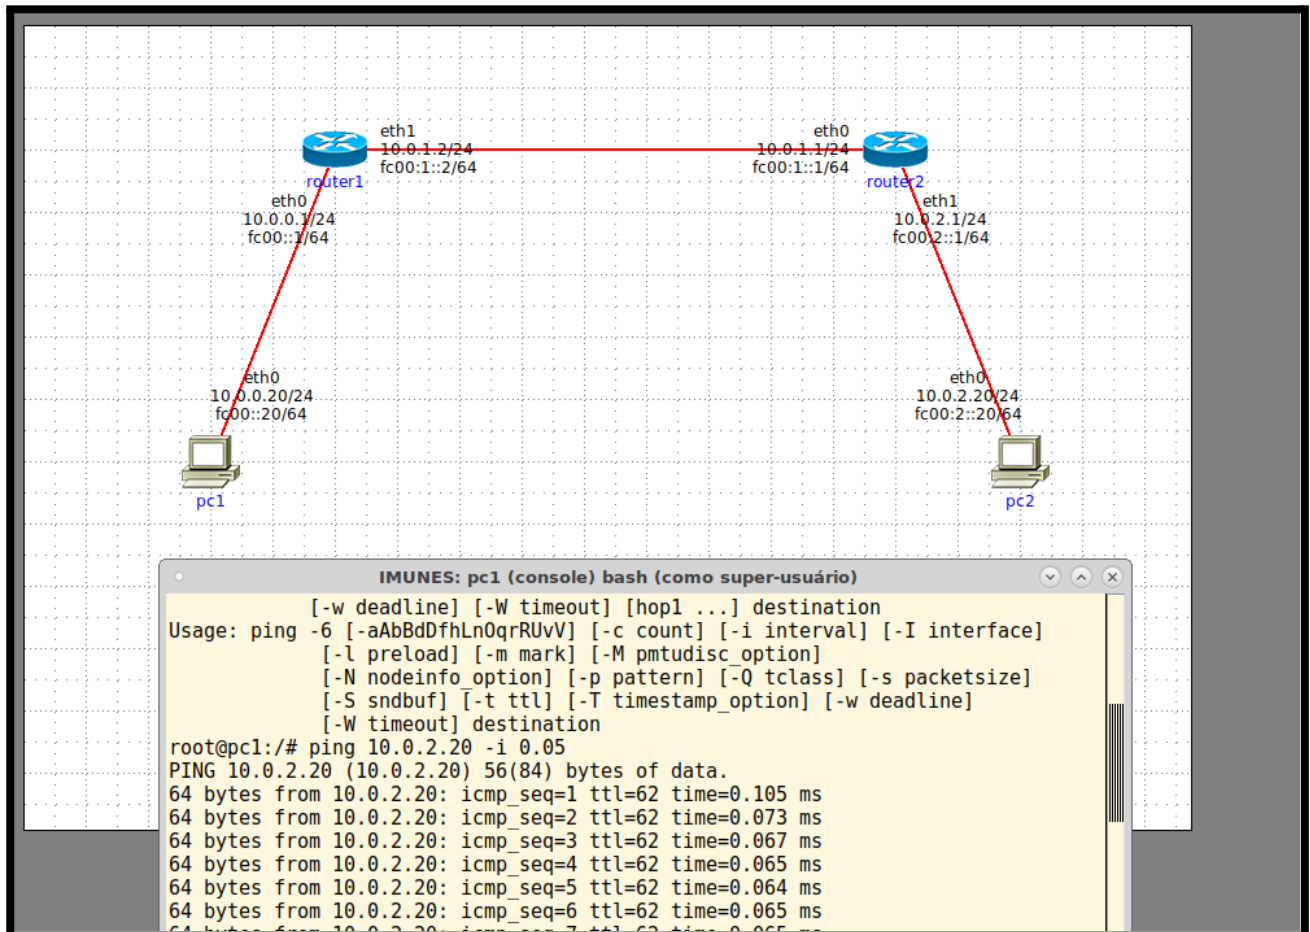 eth1
10.0.1.2/24
fc00:1::2/64
router1
eth0
10.0.1.1/24
fc00:1::1/64
router2
eth0
10.0.0.1/24
fc00::1/64
eth1
10.0.2.1/24
fc00:2::1/64
eth0
10.0.0.20/24
fc00::20/64
pc1
eth0
10.0.2.20/24
fc00:2::20/64
pc2
IMUNES: pc1 (console) bash (como super-usuário)
[-w deadline] [-W timeout] [hop1 ...] destination
Usage: ping -6 [-aAbBdDfhLnOqrRUvV] [-c count] [-i interval] [-I interface]
[-l preload] [-m mark] [-M pmtudisc_option]
[-N nodeinfo_option] [-p pattern] [-Q tclass] [-s packetsize]
[-S sndbuf] [-t ttl] [-T timestamp_option] [-w deadline]
[-W timeout] destination
root@pc1:/# ping 10.0.2.20 -i 0.05
PING 10.0.2.20 (10.0.2.20) 56(84) bytes of data.
64 bytes from 10.0.2.20: icmp_seq=1 ttl=62 time=0.105 ms
64 bytes from 10.0.2.20: icmp_seq=2 ttl=62 time=0.073 ms
64 bytes from 10.0.2.20: icmp_seq=3 ttl=62 time=0.067 ms
64 bytes from 10.0.2.20: icmp_seq=4 ttl=62 time=0.065 ms
64 bytes from 10.0.2.20: icmp_seq=5 ttl=62 time=0.064 ms
64 bytes from 10.0.2.20: icmp_seq=6 ttl=62 time=0.065 ms